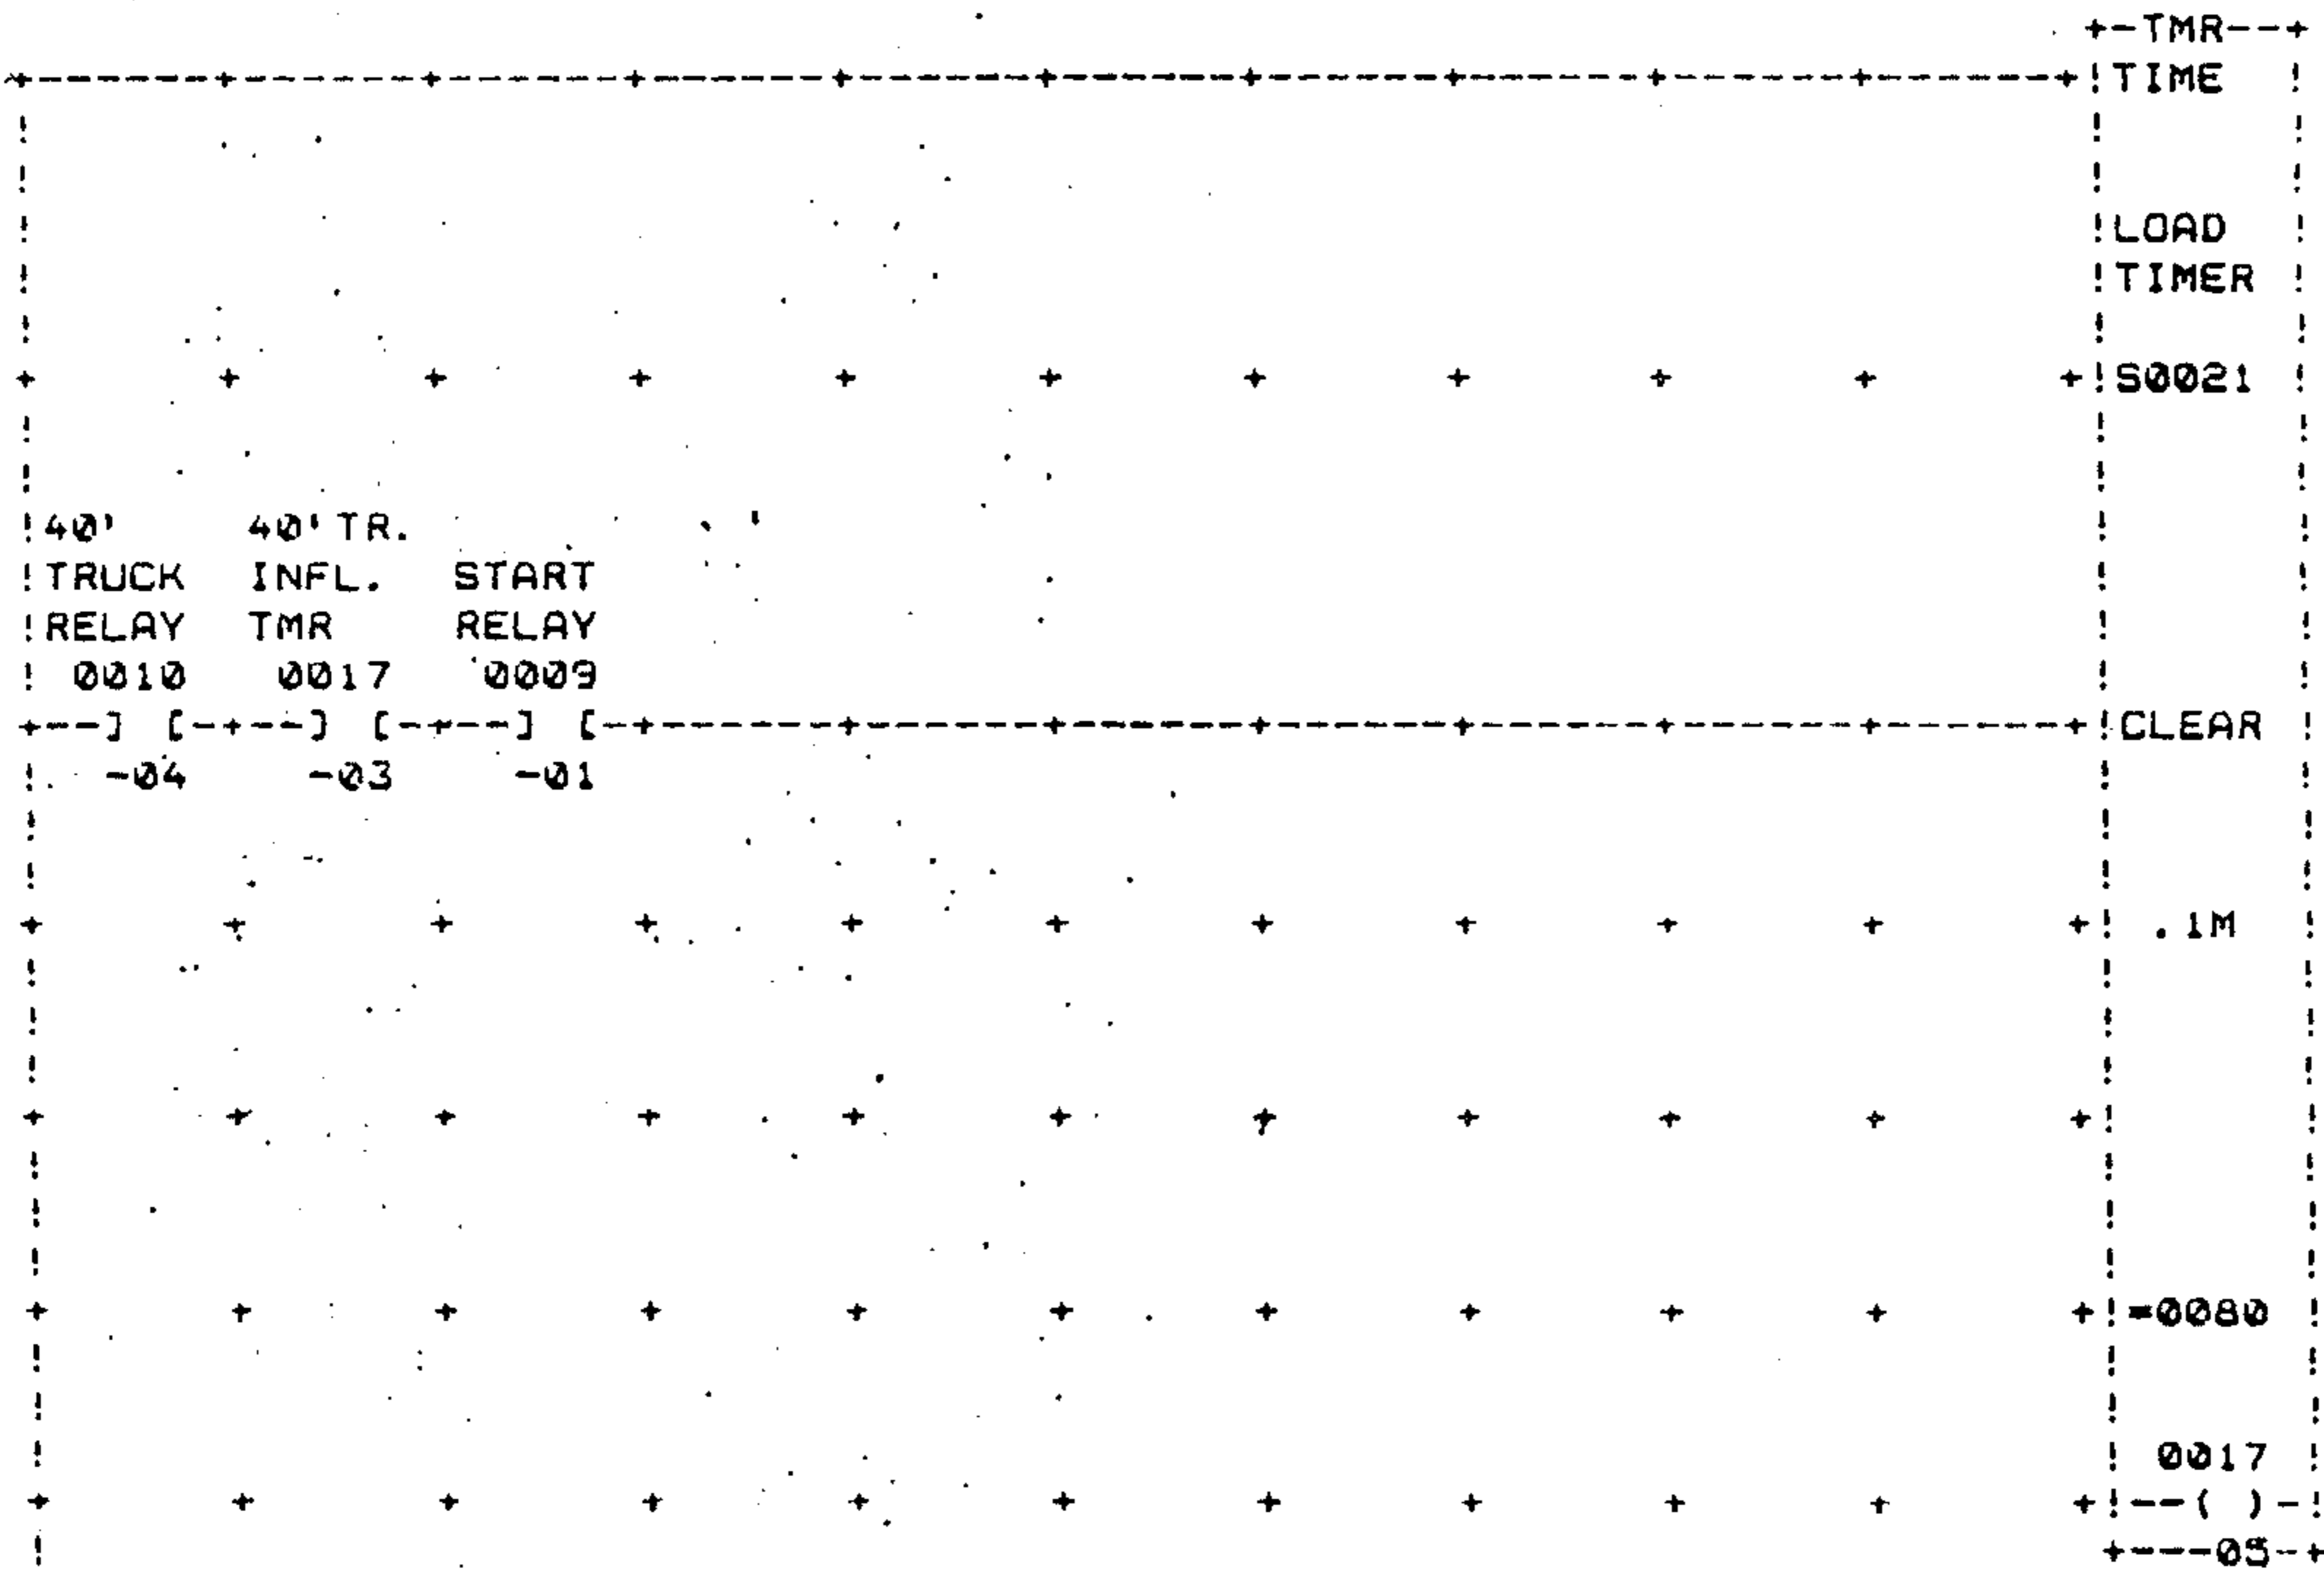 +-TMR--+
+-------+-------+-------+-------+-------+-------+-------+-------+-------+-------+!TIME !
!LOAD !
!TIMER !
+ + + + + + + + + + +!S0021 !
!40' 40'TR.
!TRUCK INFL. START
!RELAY TMR RELAY
! 0010 0017 0009
+--] [-+--] [-+--] [-+-------+-------+-------+-------+-------+-------+-------+!CLEAR !
! -04 -03 -01
+ + + + + + + + + + +! .1M !
+ + + + + + + + + + +! !
+ + + + + + + + + + +!=0080 !
! 0017 !
+ + + + + + + + + + +!--( )-!
+---05-+